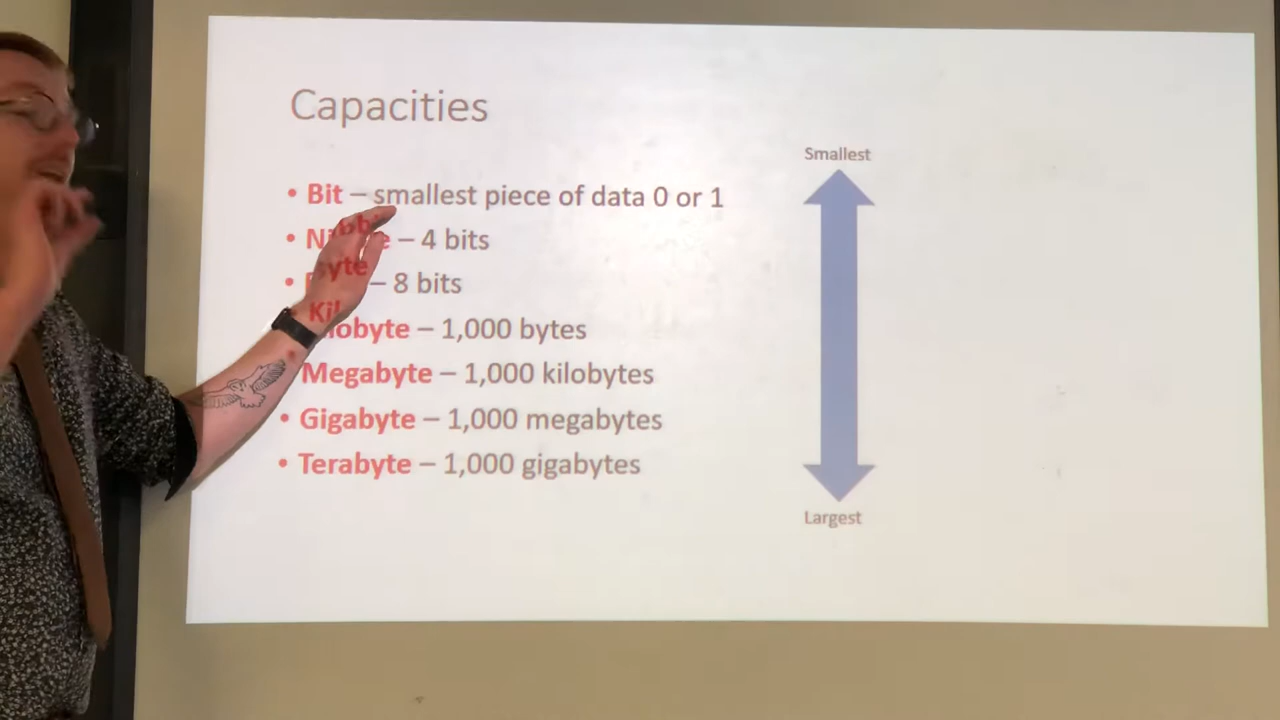 Capacities
Smallest
• Bit – smallest piece of data 0 or 1
• Nibble – 4 bits
• Byte – 8 bits
Kilobyte – 1,000 bytes
Megabyte – 1,000 kilobytes
• Gigabyte – 1,000 megabytes
• Terabyte – 1,000 gigabytes
Largest